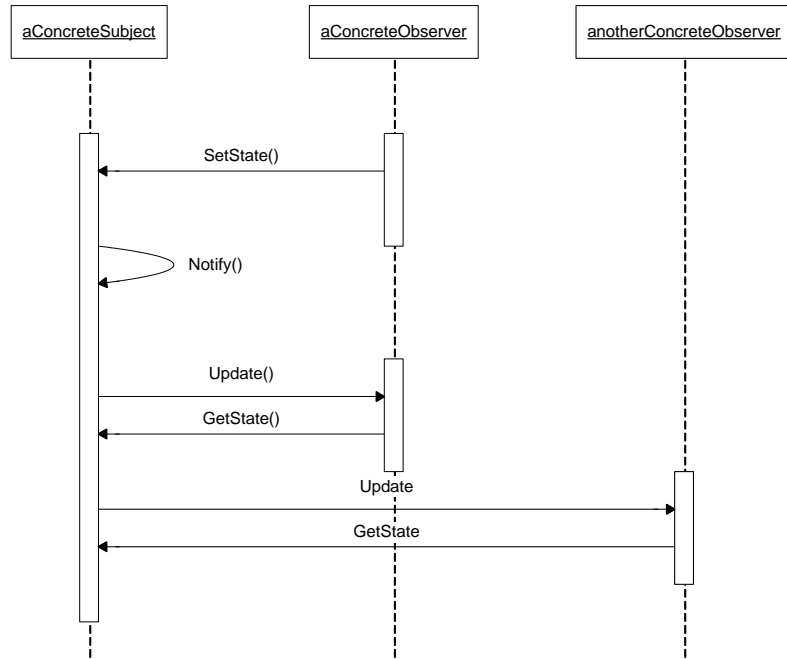 aConcreteSubject
aConcreteObserver
anotherConcreteObserver
SetState()
Notify()
Update()
GetState()
Update
GetState